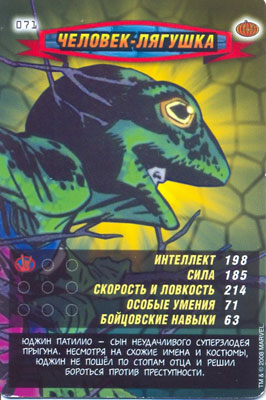 071
ЧЕЛОВЕК-ЛЯГУШКА
ИНТЕЛЛЕКТ 198
СИЛА 185
СКОРОСТЬ И ЛОВКОСТЬ 214
ОСОБЫЕ УМЕНИЯ 71
БОЙЦОВСКИЕ НАВЫКИ 63
ЮДЖИН ПАТИЛИО – СЫН НЕУДАЧЛИВОГО СУПЕРЗЛОДЕЯ
ПРЫГУНА. НЕСМОТРЯ НА СХОЖИЕ ИМЕНА И КОСТЮМЫ,
ЮДЖИН НЕ ПОШЁЛ ПО СТОПАМ ОТЦА И РЕШИЛ
БОРОТЬСЯ ПРОТИВ ПРЕСТУПНОСТИ.
TM & © 2008 MARVEL